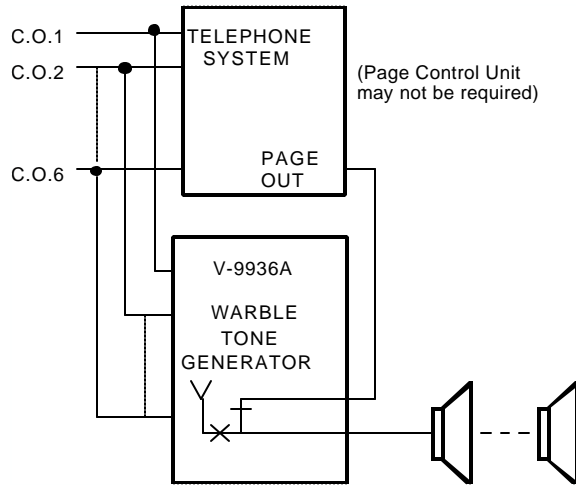 C.O.1
C.O.2
C.O.6
TELEPHONE
SYSTEM
PAGE
OUT
(Page Control Unit
may not be required)
V-9936A
WARBLE
TONE
GENERATOR